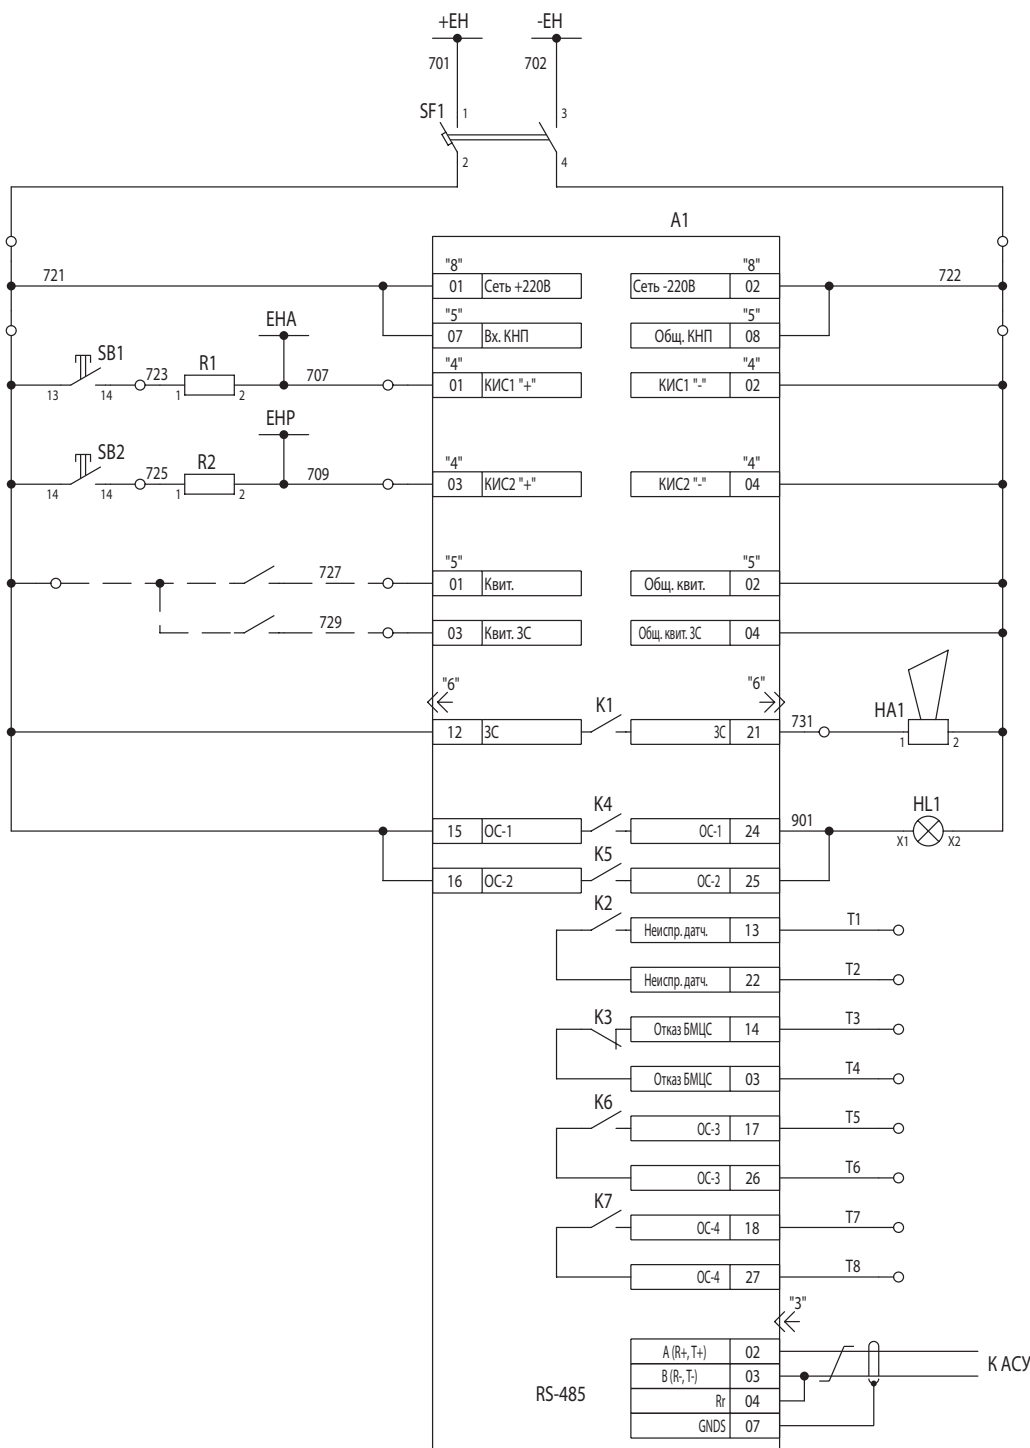 +EH -EH
701 702
SF1 1 3
2 4
A1
"8" "8"
721 01 Сеть +220В Сеть -220В 02 722
"5" "5"
EHA 07 Вх. КНП Общ. КНП 08
"4" "4"
SB1 723 R1 707 01 КИС1 "+" КИС1 "-" 02
13 14 1 2
EHP
"4" "4"
SB2 725 R2 709 03 КИС2 "+" КИС2 "-" 04
14 14 1 2
"5" "5"
727 01 Квит. Общ. квит. 02
729 03 Квит. ЗС Общ. квит. ЗС 04
"6" "6"
12 ЗС K1 ЗС 21 731 HA1
1 2
15 ОС-1 K4 ОС-1 24 901 HL1
X1 X2
16 ОС-2 K5 ОС-2 25
K2 Неиспр. датч. 13 T1
Неиспр. датч. 22 T2
K3 Отказ БМЦС 14 T3
Отказ БМЦС 03 T4
K6 ОС-3 17 T5
ОС-3 26 T6
K7 ОС-4 18 T7
ОС-4 27 T8
"3"
A (R+, T+) 02
К АСУ
B (R-, T-) 03
RS-485
Rr 04
GNDS 07